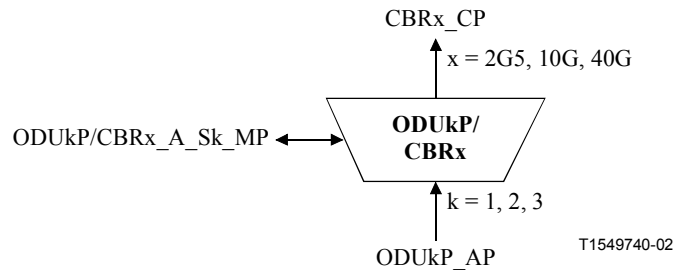 CBRx_CP
x = 2G5, 10G, 40G
ODUkP/
CBRx
ODUkP/CBRx_A_Sk_MP
k = 1, 2, 3
ODUkP_AP
T1549740-02